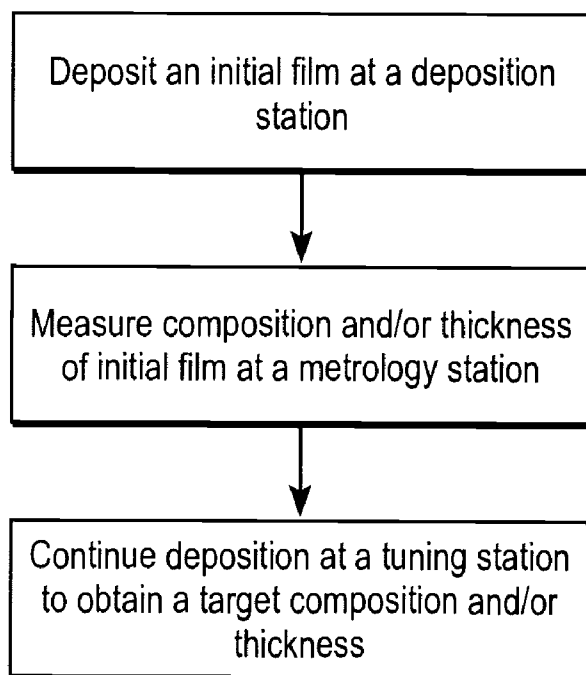 Deposit an initial film at a deposition
station
Measure composition and/or thickness
of initial film at a metrology station
Continue deposition at a tuning station
to obtain a target composition and/or
thickness